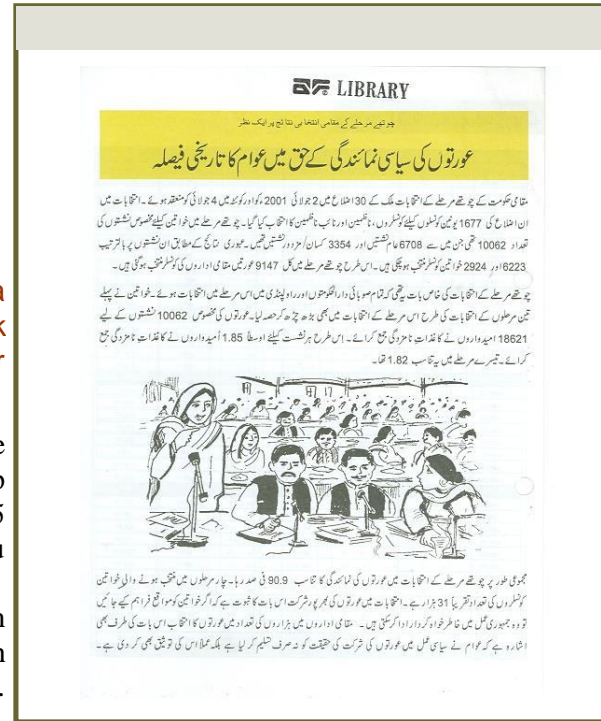 LIBRARY
چوتھے مرحلے کے مقامی انتخابی نتائج پر ایک نظر
عورتوں کی سیاسی نمائندگی کے حق میں عوام کا تاریخی فیصلہ
مقامی حکومت کے چوتھے مرحلے کے انتخابات ملک کے 30 اضلاع میں 2 جولائی 2001ء کو اور کوئٹہ میں 4 جولائی کو منعقد ہوئے۔ انتخابات میں
ان اضلاع کی 1677 یونین کونسلوں کیلئے کونسلروں، ناظمین اور نائب ناظمین کا انتخاب کیا گیا۔ چوتھے مرحلے میں خواتین کیلئے مخصوص نشستوں کی
تعداد 10062 تھی جن میں سے 6708 عام نشستیں اور 3354 کسان/مزدور نشستیں تھیں۔ عبوری نتائج کے مطابق ان نشستوں پر بالترتیب
6223 اور 2924 خواتین کونسلر منتخب ہو چکی ہیں۔ اس طرح چوتھے مرحلے میں کل 9147 عورتیں مقامی اداروں کی کونسلر منتخب ہو گئی ہیں۔
چوتھے مرحلے کے انتخابات کی خاص بات یہ تھی کہ تمام صوبائی دارالحکومتوں اور راولپنڈی میں اس مرحلے میں انتخابات ہوئے۔ خواتین نے پہلے
تین مرحلوں کے انتخابات کی طرح اس مرحلے کے انتخابات میں بھی بڑھ چڑھ کر حصہ لیا۔ عورتوں کی مخصوص 10062 نشستوں کے لیے
18621 امیدواروں نے کاغذات نامزدگی جمع کرائے۔ اس طرح ہر نشست کیلئے اوسطاً 1.85 اُمیدواروں نے کاغذات نامزدگی جمع
کرائے۔ تیسرے مرحلے میں یہ تناسب 1.82 تھا۔
مجموعی طور پر چوتھے مرحلے کے انتخابات میں عورتوں کی نمائندگی کا تناسب 90.9 فی صد رہا۔ چار مرحلوں میں منتخب ہونے والی خواتین
کونسلروں کی تعداد تقریباً 31 ہزار ہے۔ انتخابات میں عورتوں کی بھرپور شرکت اس بات کا ثبوت ہے کہ اگر خواتین کو مواقع فراہم کیے جائیں
تو وہ جمہوری عمل میں خاطر خواہ کردار ادا کر سکتی ہیں۔ مقامی اداروں میں ہزاروں کی تعداد میں عورتوں کا انتخاب اس بات کی طرف بھی
اشارہ ہے کہ عوام نے سیاسی عمل میں عورتوں کی شرکت کی حقیقت کو نہ صرف تسلیم کر لیا ہے بلکہ عملاً اس کی توثیق بھی کر دی ہے۔